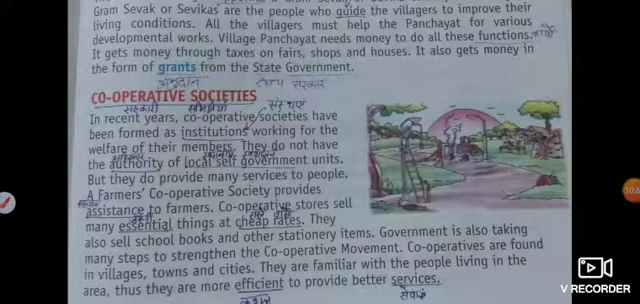 Gram Sevak or Sevikas are the people who guide the villagers to improve their
living conditions. All the villagers must help the Panchayat for various
developmental works. Village Panchayat needs money to do all these functions.
It gets money through taxes on fairs, shops and houses. It also gets money in
the form of grants from the State Government.
अनुदान राज्य सरकार
CO-OPERATIVE SOCIETIES
सहकारी समितियां संस्थाएं
In recent years, co-operative societies have
been formed as institutions working for the
welfare of their members. They do not have
the authority of local self government units.
But they do provide many services to people.
A Farmers' Co-operative Society provides
assistance to farmers. Co-operative stores sell
many essential things at cheap rates. They
also sell school books and other stationery items. Government is also taking
many steps to strengthen the Co-operative Movement. Co-operatives are found
in villages, towns and cities. They are familiar with the people living in the
area, thus they are more efficient to provide better services.
कुशल सेवाएं
V RECORDER